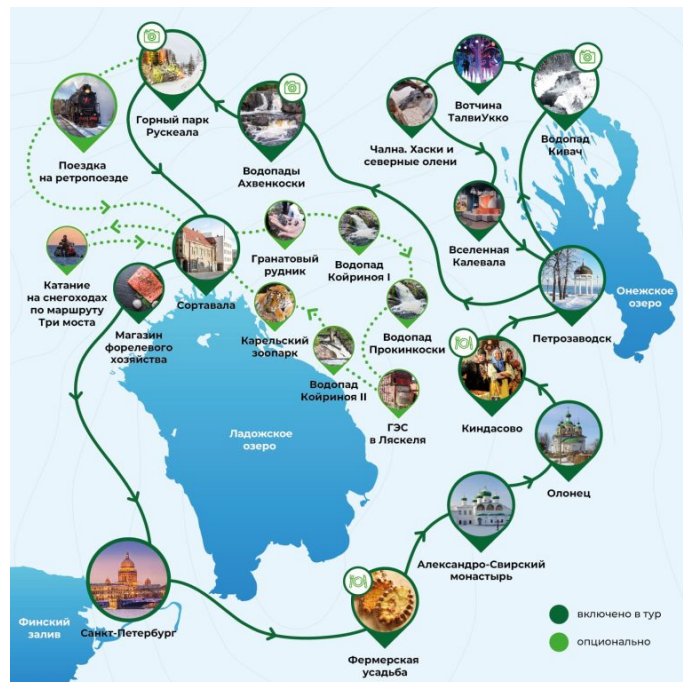 Горный парк
Рускеала
Поездка
на ретропоезде
Водопады
Ахвенкоски
Вотчина
ТалвиУкко
Чална. Хаски и
северные олени
Водопад
Кивач
Вселенная
Калевала
Онежское
озеро
Петрозаводск
Гранатовый
рудник
Водопад
Койриноя I
Катание
на снегоходах
по маршруту
Три моста
Сортавала
Магазин
форелевого
хозяйства
Карельский
зоопарк
Водопад
Прокинкоски
Водопад
Койриноя II
ГЭС
в Ляскеля
Киндасово
Ладожское
озеро
Олонец
Александро-Свирский
монастырь
Финский
залив
Санкт-Петербург
Фермерская
усадьба
включено в тур
опционально